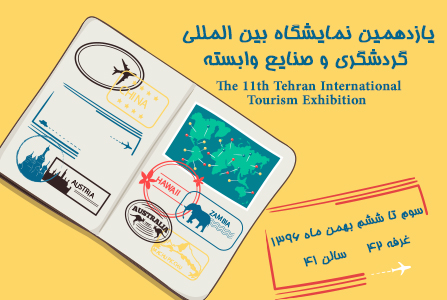 یازدهمین نمایشگاه بین المللی
گردشگری و صنایع وابسته
The 11th Tehran International
Tourism Exhibition
CHINA
AUSTRIA
HAWAII
AUSTRALIA
ZAMBIA
سوم تا ششم بهمن ماه ۱۳۹۶
غرفه ۴۲ سالن ۴۱